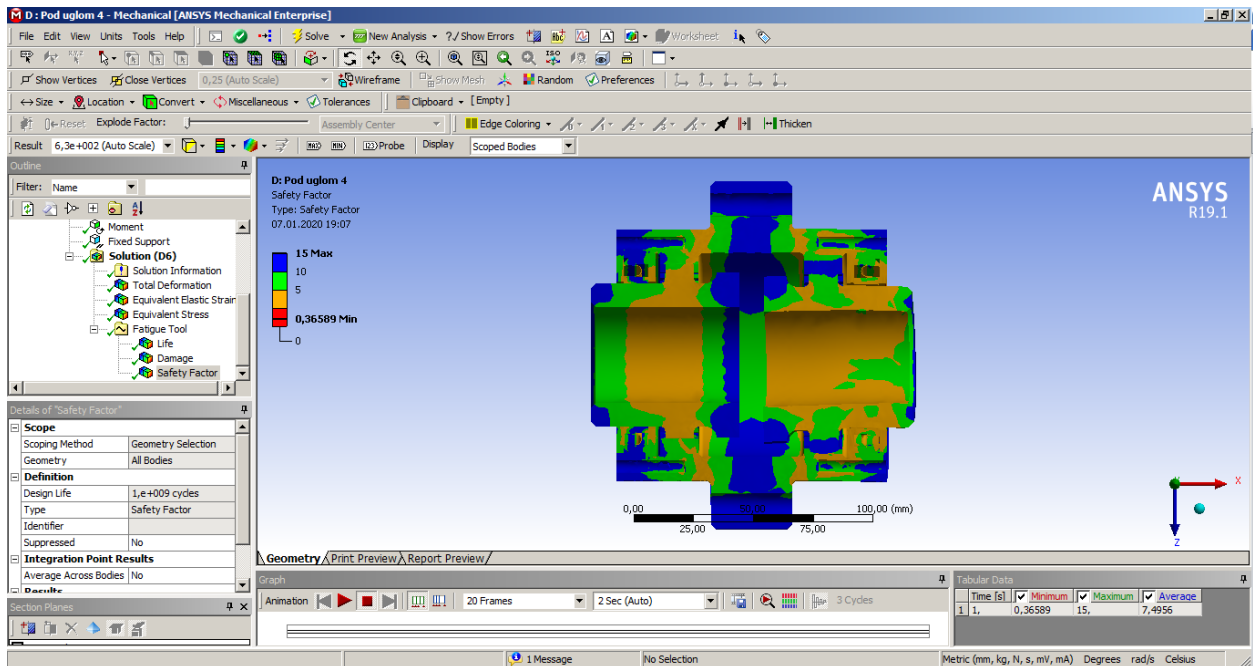 D : Pod uglom 4 - Mechanical [ANSYS Mechanical Enterprise]
File Edit View Units Tools Help Solve New Analysis ?/ Show Errors Worksheet
Show Vertices Close Vertices 0,25 (Auto Scale) Wireframe Show Mesh Random Preferences
Size Location Convert Miscellaneous Tolerances Clipboard [ Empty ]
Reset Explode Factor: Assembly Center Edge Coloring Thicken
Result 6,3e+002 (Auto Scale) MAX MIN 123 Probe Display Scoped Bodies
Outline
Filter: Name
Moment
Fixed Support
Solution (D6)
Solution Information
Total Deformation
Equivalent Elastic Strain
Equivalent Stress
Fatigue Tool
Life
Damage
Safety Factor
Details of "Safety Factor"
Scope
Scoping Method Geometry Selection
Geometry All Bodies
Definition
Design Life 1,e+009 cycles
Type Safety Factor
Identifier
Suppressed No
Integration Point Results
Average Across Bodies No
Results
Section Planes
D: Pod uglom 4
Safety Factor
Type: Safety Factor
07.01.2020 19:07
15 Max
10
5
0,36589 Min
0
ANSYS
R19.1
0,00 50,00 100,00 (mm)
25,00 75,00
X
Z
Geometry Print Preview Report Preview
Graph
Animation 20 Frames 2 Sec (Auto) 3 Cycles
Tabular Data
Time [s] Minimum Maximum Average
1 1, 0,36589 15, 7,4956
1 Message No Selection Metric (mm, kg, N, s, mV, mA) Degrees rad/s Celsius